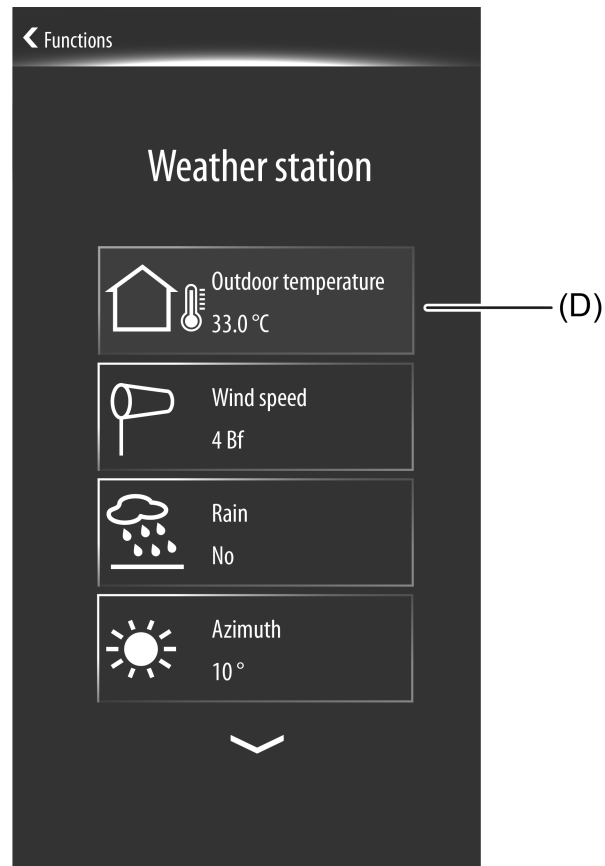 Functions
Weather station
Outdoor temperature
33.0 °C
(D)
Wind speed
4 Bf
Rain
No
Azimuth
10 °